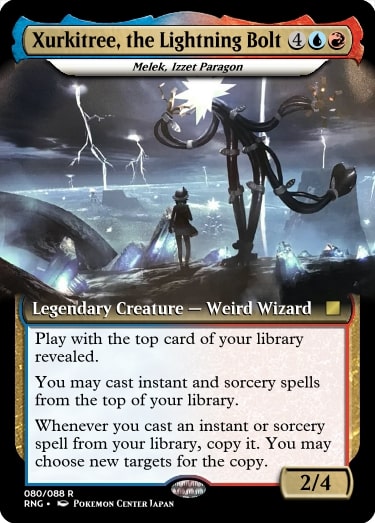 Xurkitree, the Lightning Bolt 4
Melek, Izzet Paragon
Legendary Creature — Weird Wizard
Play with the top card of your library
revealed.
You may cast instant and sorcery spells
from the top of your library.
Whenever you cast an instant or sorcery
spell from your library, copy it. You may
choose new targets for the copy.
2/4
080/088 R
RNG • Pokemon Center Japan